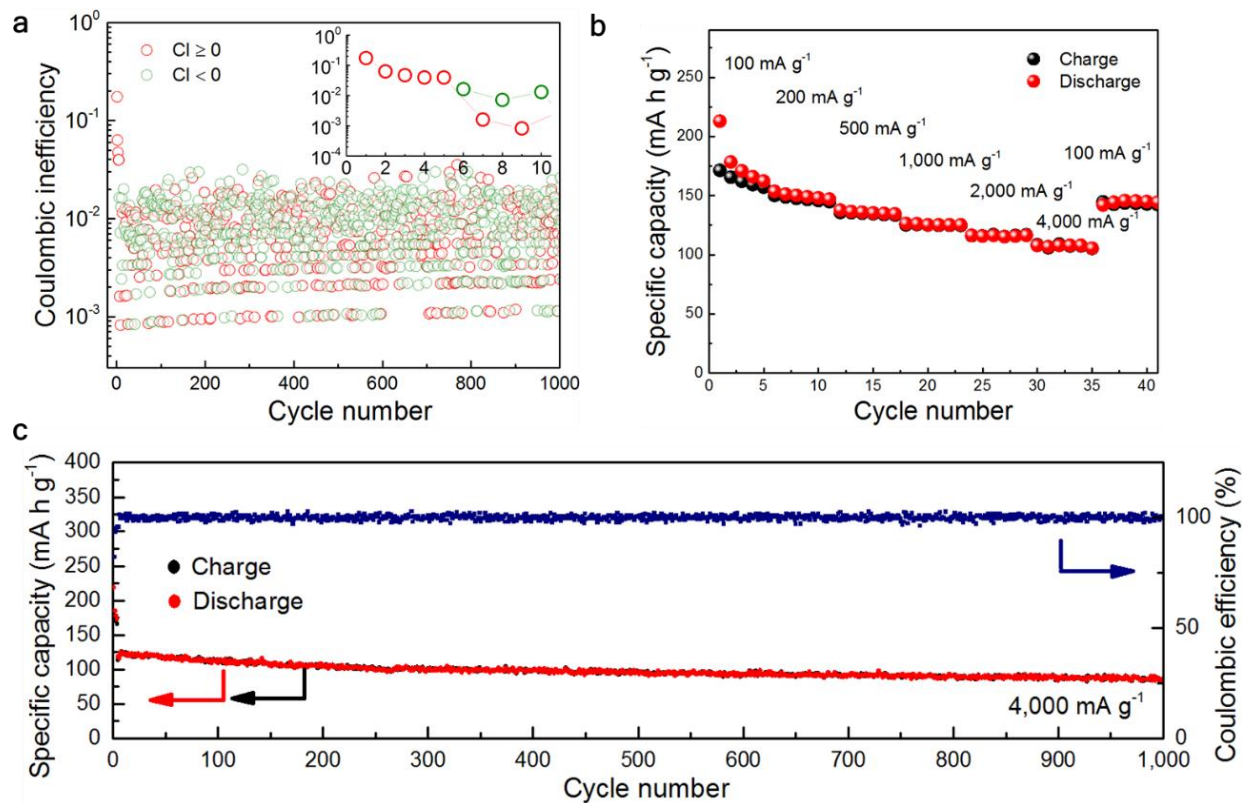 a
10⁰
10⁻¹
10⁻²
10⁻³
Coulombic inefficiency
CI ≥ 0
CI < 0
10⁰
10⁻¹
10⁻²
10⁻³
10⁻⁴
0 2 4 6 8 10
0 200 400 600 800 1000
Cycle number
b
250
200
150
100
50
0
Specific capacity (mA h g⁻¹)
Charge
Discharge
100 mA g⁻¹
200 mA g⁻¹
500 mA g⁻¹
1,000 mA g⁻¹
2,000 mA g⁻¹
4,000 mA g⁻¹
100 mA g⁻¹
0 5 10 15 20 25 30 35 40
Cycle number
c
400
350
300
250
200
150
100
50
0
Specific capacity (mA h g⁻¹)
Charge
Discharge
4,000 mA g⁻¹
100
50
0
Coulombic efficiency (%)
0 100 200 300 400 500 600 700 800 900 1,000
Cycle number